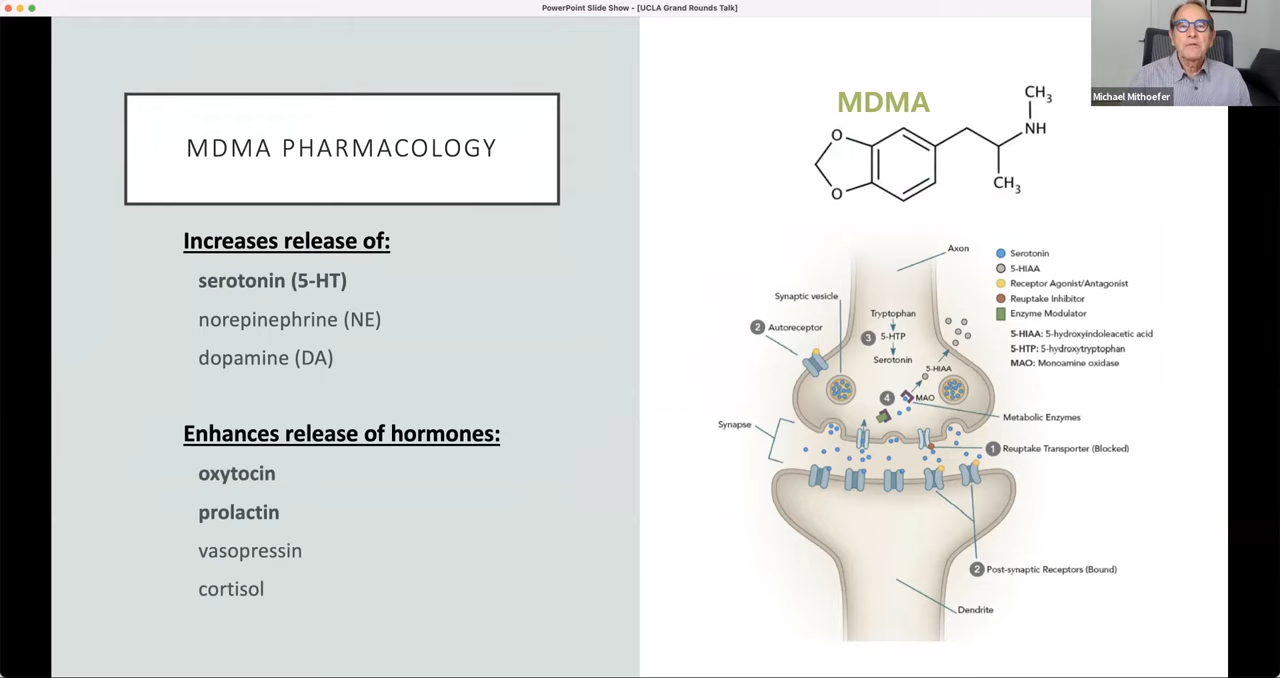 PowerPoint Slide Show - [UCLA Grand Rounds Talk]
Michael Mithoefer
MDMA PHARMACOLOGY
Increases release of:
serotonin (5-HT)
norepinephrine (NE)
dopamine (DA)
Enhances release of hormones:
oxytocin
prolactin
vasopressin
cortisol
MDMA
O
O
CH3
NH
CH3
Axon
Synaptic vesicle
2 Autoreceptor
Tryptophan
3 5-HTP
Serotonin
5-HIAA
4 MAO
Synapse
Serotonin
5-HIAA
Receptor Agonist/Antagonist
Reuptake Inhibitor
Enzyme Modulator
5-HIAA: 5-hydroxyindoleacetic acid
5-HTP: 5-hydroxytryptophan
MAO: Monoamine oxidase
Metabolic Enzymes
1 Reuptake Transporter (Blocked)
2 Post-synaptic Receptors (Bound)
Dendrite